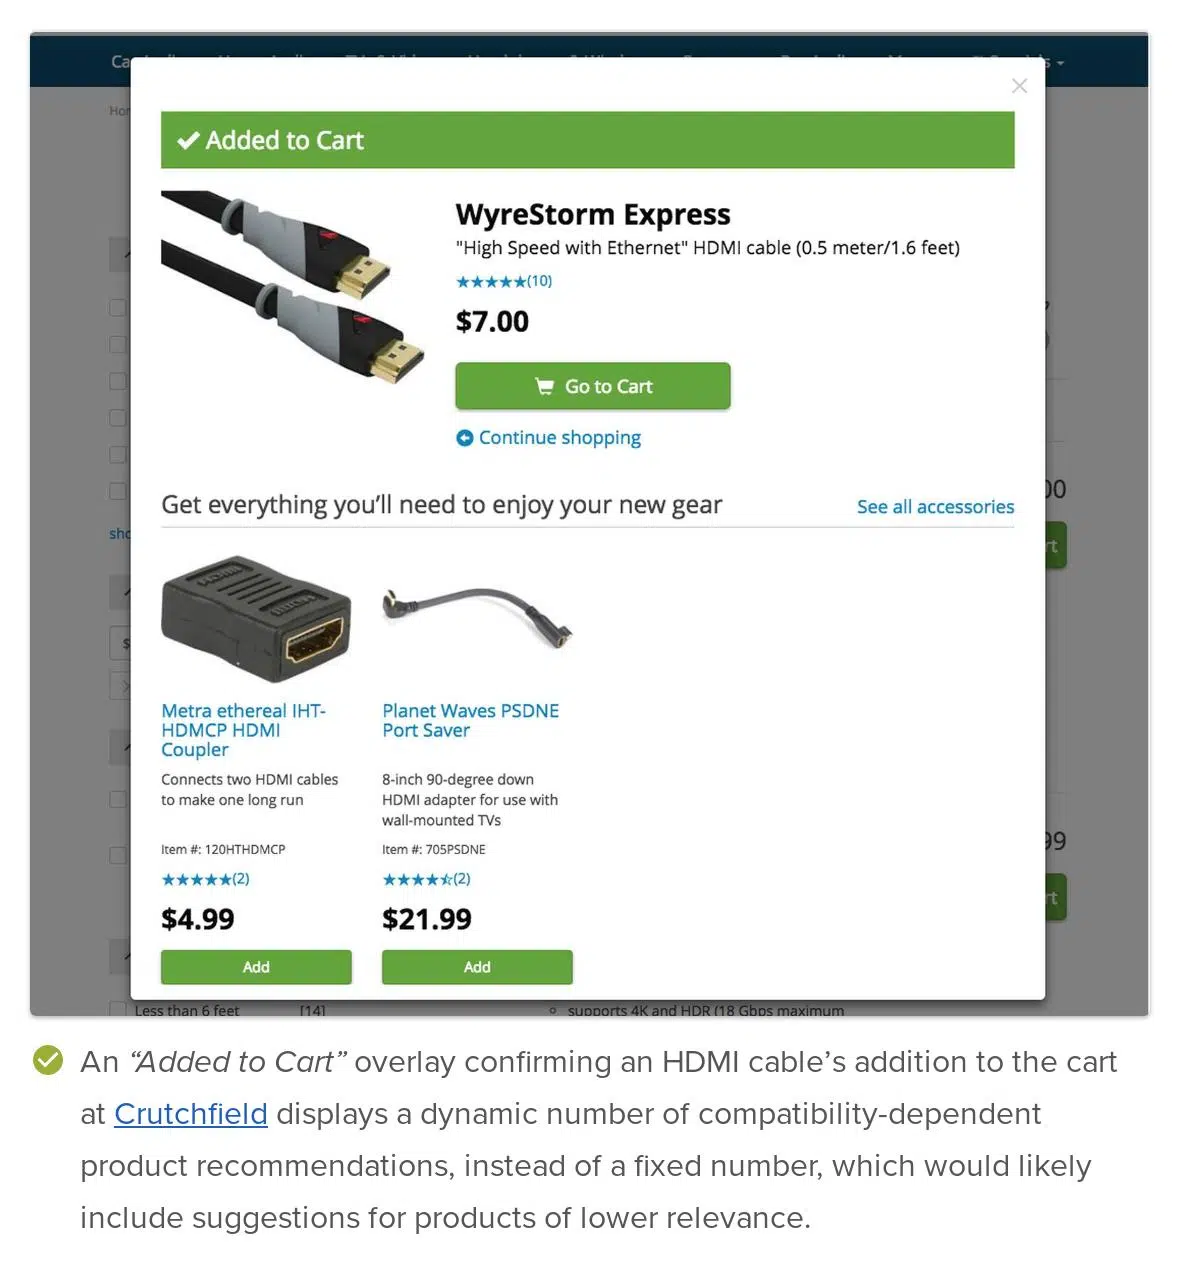 Added to Cart
WyreStorm Express
"High Speed with Ethernet" HDMI cable (0.5 meter/1.6 feet)
(10)
$7.00
Go to Cart
Continue shopping
Get everything you’ll need to enjoy your new gear
See all accessories
Metra ethereal IHT-
HDMCP HDMI
Coupler
Connects two HDMI cables
to make one long run
Item #: 120HTHDMCP
(2)
$4.99
Add
Planet Waves PSDNE
Port Saver
8-inch 90-degree down
HDMI adapter for use with
wall-mounted TVs
Item #: 705PSDNE
(2)
$21.99
Add
Less than 6 feet [14]
supports 4K and HDR (18 Gbps maximum
An “Added to Cart” overlay confirming an HDMI cable’s addition to the cart
at Crutchfield displays a dynamic number of compatibility-dependent
product recommendations, instead of a fixed number, which would likely
include suggestions for products of lower relevance.